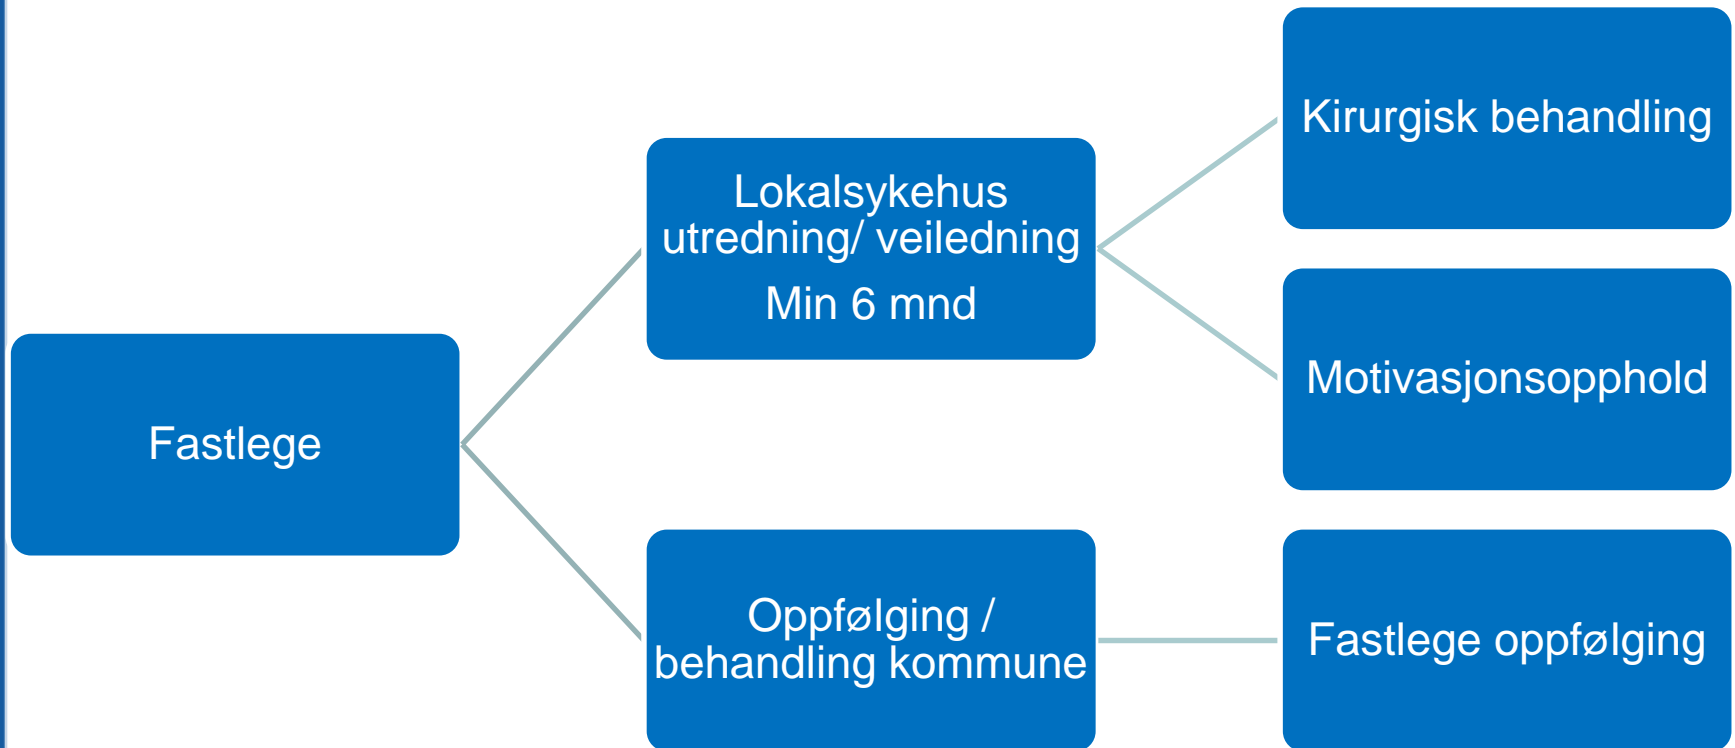 Fastlege
Lokalsykehus
utredning/ veiledning
Min 6 mnd
Oppfølging /
behandling kommune
Kirurgisk behandling
Motivasjonsopphold
Fastlege oppfølging